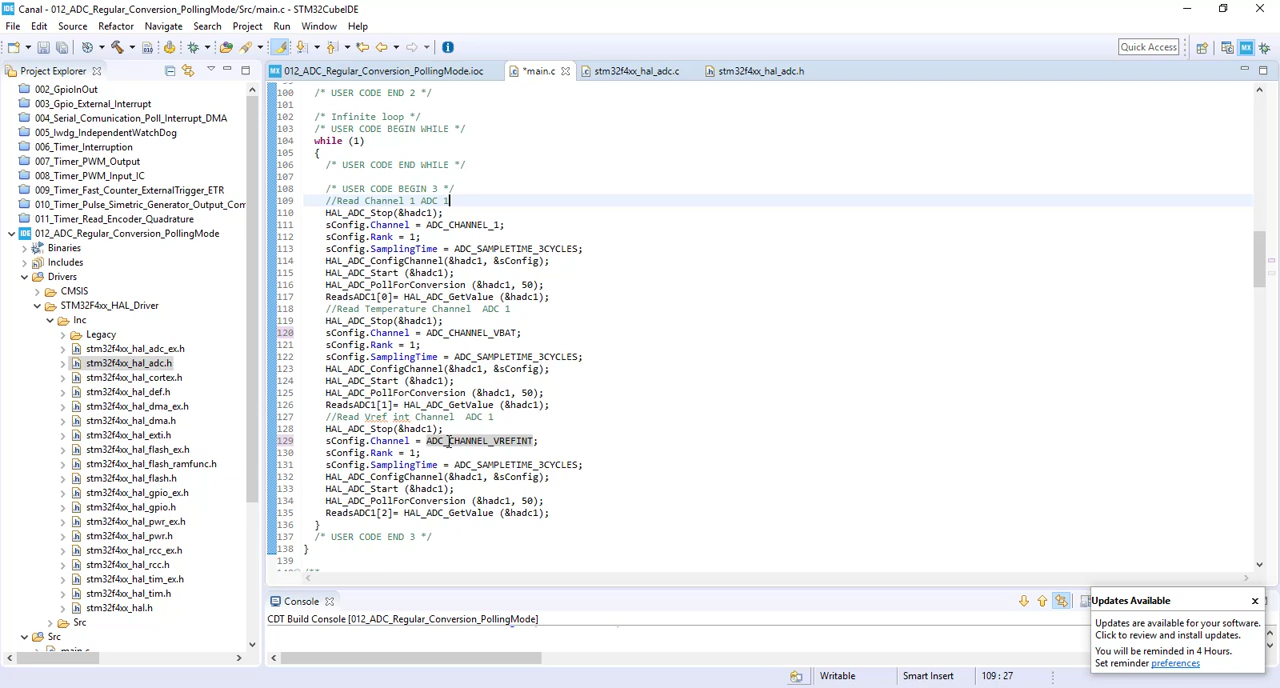 Canal - 012_ADC_Regular_Conversion_PollingMode/Src/main.c - STM32CubeIDE
File Edit Source Refactor Navigate Search Project Run Window Help
Quick Access
Project Explorer
012_ADC_Regular_Conversion_PollingMode.ioc *main.c stm32f4xx_hal_adc.c stm32f4xx_hal_adc.h
002_GpioInOut
003_Gpio_External_Interrupt
004_Serial_Comunication_Poll_Interrupt_DMA
005_Iwdg_IndependentWatchDog
006_Timer_Interruption
007_Timer_PWM_Output
008_Timer_PWM_Input_IC
009_Timer_Fast_Counter_ExternalTrigger_ETR
010_Timer_Pulse_Simetric_Generator_Output_Com
011_Timer_Read_Encoder_Quadrature
012_ADC_Regular_Conversion_PollingMode
Binaries
Includes
Drivers
CMSIS
STM32F4xx_HAL_Driver
Inc
Legacy
stm32f4xx_hal_adc_ex.h
stm32f4xx_hal_adc.h
stm32f4xx_hal_cortex.h
stm32f4xx_hal_def.h
stm32f4xx_hal_dma_ex.h
stm32f4xx_hal_dma.h
stm32f4xx_hal_exti.h
stm32f4xx_hal_flash_ex.h
stm32f4xx_hal_flash_ramfunc.h
stm32f4xx_hal_flash.h
stm32f4xx_hal_gpio_ex.h
stm32f4xx_hal_gpio.h
stm32f4xx_hal_pwr_ex.h
stm32f4xx_hal_pwr.h
stm32f4xx_hal_rcc_ex.h
stm32f4xx_hal_rcc.h
stm32f4xx_hal_tim_ex.h
stm32f4xx_hal_tim.h
stm32f4xx_hal.h
Src
Src
100 /* USER CODE END 2 */
101
102 /* Infinite loop */
103 /* USER CODE BEGIN WHILE */
104 while (1)
105 {
106 /* USER CODE END WHILE */
107
108 /* USER CODE BEGIN 3 */
109 //Read Channel 1 ADC 1
110 HAL_ADC_Stop(&hadc1);
111 sConfig.Channel = ADC_CHANNEL_1;
112 sConfig.Rank = 1;
113 sConfig.SamplingTime = ADC_SAMPLETIME_3CYCLES;
114 HAL_ADC_ConfigChannel(&hadc1, &sConfig);
115 HAL_ADC_Start (&hadc1);
116 HAL_ADC_PollForConversion (&hadc1, 50);
117 ReadsADC1[0]= HAL_ADC_GetValue (&hadc1);
118 //Read Temperature Channel  ADC 1
119 HAL_ADC_Stop(&hadc1);
120 sConfig.Channel = ADC_CHANNEL_VBAT;
121 sConfig.Rank = 1;
122 sConfig.SamplingTime = ADC_SAMPLETIME_3CYCLES;
123 HAL_ADC_ConfigChannel(&hadc1, &sConfig);
124 HAL_ADC_Start (&hadc1);
125 HAL_ADC_PollForConversion (&hadc1, 50);
126 ReadsADC1[1]= HAL_ADC_GetValue (&hadc1);
127 //Read Vref int Channel  ADC 1
128 HAL_ADC_Stop(&hadc1);
129 sConfig.Channel = ADC_CHANNEL_VREFINT;
130 sConfig.Rank = 1;
131 sConfig.SamplingTime = ADC_SAMPLETIME_3CYCLES;
132 HAL_ADC_ConfigChannel(&hadc1, &sConfig);
133 HAL_ADC_Start (&hadc1);
134 HAL_ADC_PollForConversion (&hadc1, 50);
135 ReadsADC1[2]= HAL_ADC_GetValue (&hadc1);
136 }
137 /* USER CODE END 3 */
138 }
139
Console
CDT Build Console [012_ADC_Regular_Conversion_PollingMode]
Updates Available
Updates are available for your software.
Click to review and install updates.
You will be reminded in 4 Hours.
Set reminder preferences
Writable Smart Insert 109 : 27